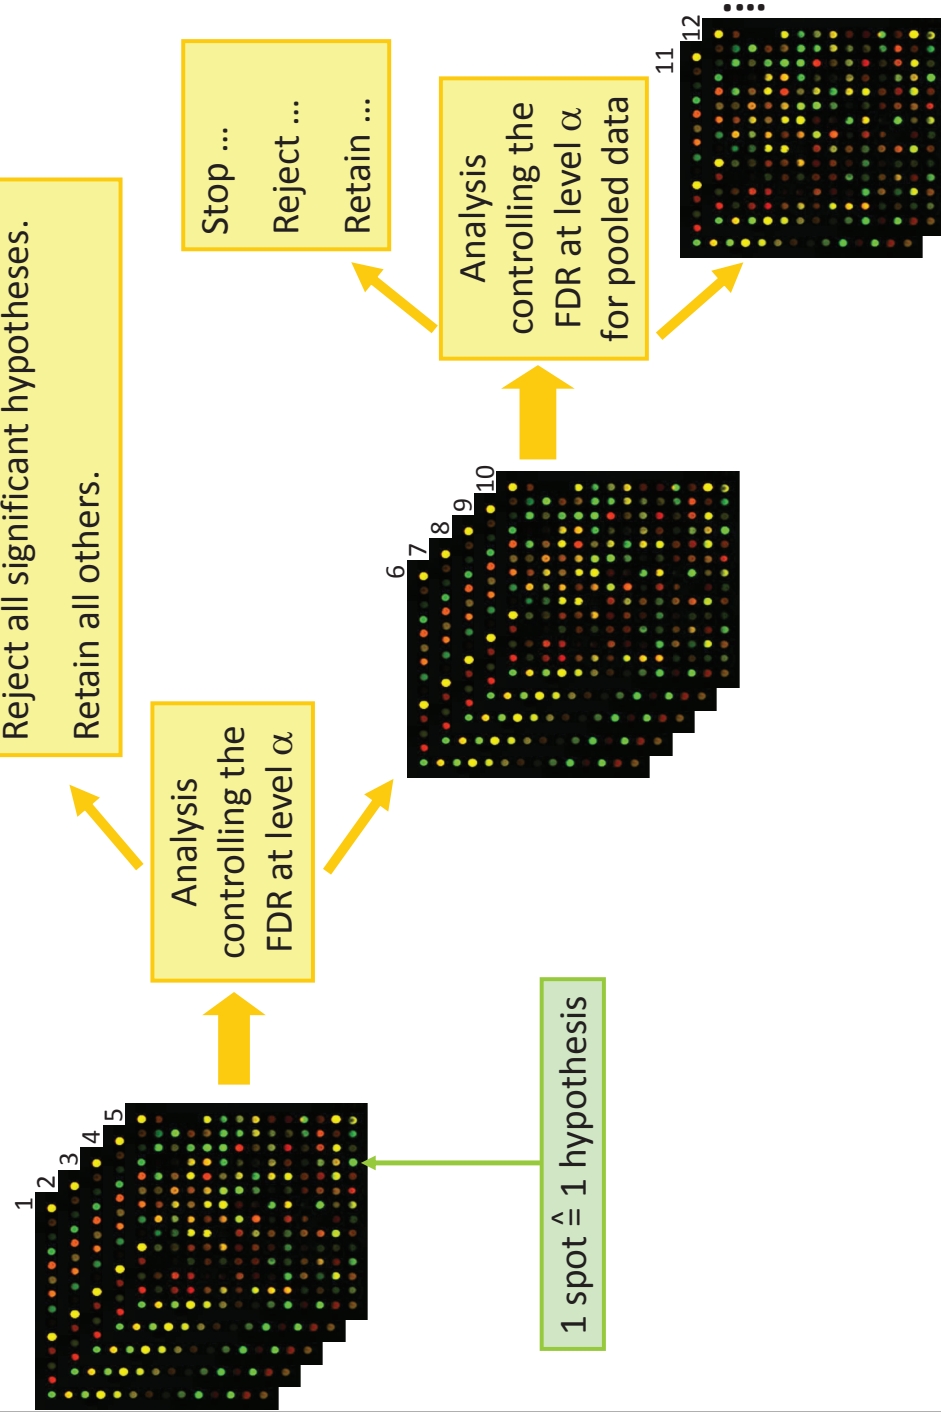 1
2
3
4
5
1 spot ≙ 1 hypothesis
Analysis
controlling the
FDR at level α
Reject all significant hypotheses.
Retain all others.
6
7
8
9
10
Analysis
controlling the
FDR at level α
for pooled data
Stop ...
Reject ...
Retain ...
11
12
....